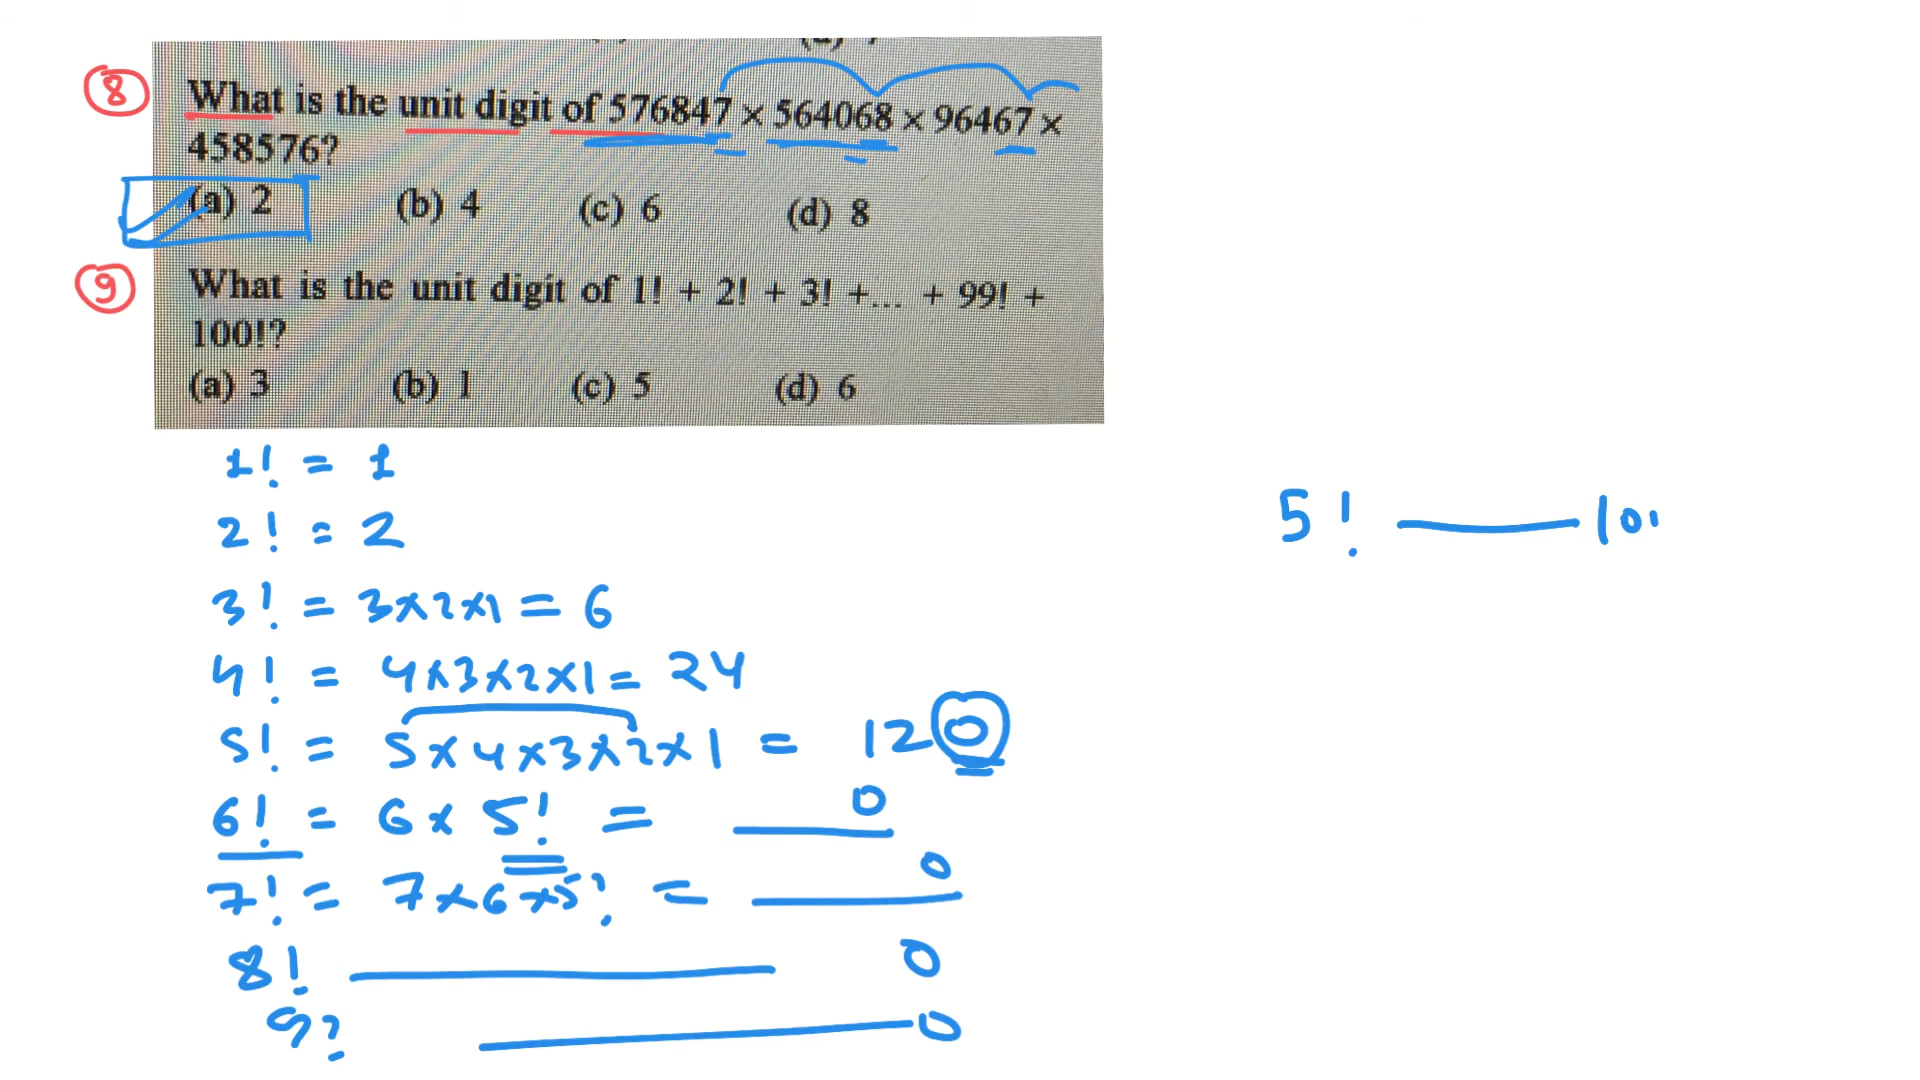 8 What is the unit digit of 576847 × 564068 × 96467 ×
458576?
(a) 2 (b) 4 (c) 6 (d) 8
9 What is the unit digit of 1! + 2! + 3! +... + 99! +
100!?
(a) 3 (b) 1 (c) 5 (d) 6
1! = 1
2! = 2
3! = 3×2×1 = 6
4! = 4×3×2×1 = 24
5! = 5×4×3×2×1 = 120
6! = 6 × 5! = 0
7! = 7×6×5! = 0
8! 0
9! 0
5! — 10